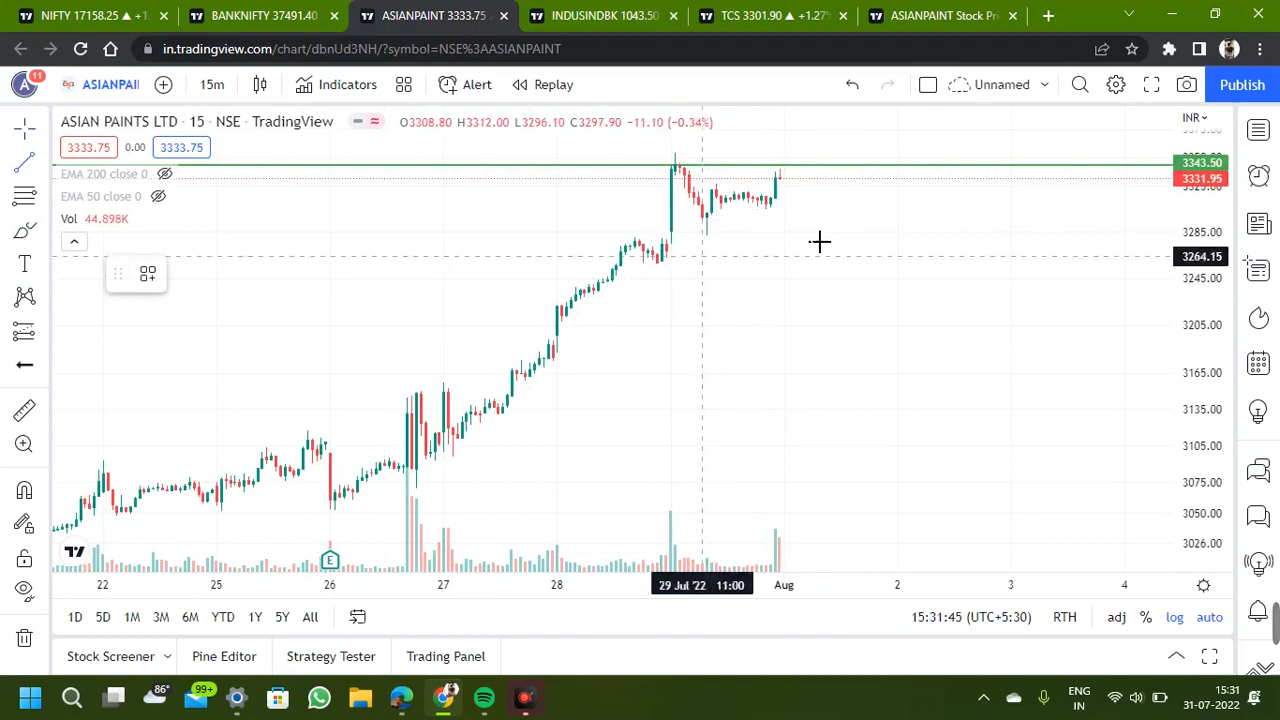 NIFTY 17158.25 ▲ +1.
BANKNIFTY 37491.40
ASIANPAINT 3333.75
INDUSINDBK 1043.50
TCS 3301.90 ▲ +1.27%
ASIANPAINT Stock Pri
in.tradingview.com/chart/dbnUd3NH/?symbol=NSE%3AASIANPAINT
A 11
ASIANPAI
15m
Indicators
Alert
Replay
Unnamed
Publish
ASIAN PAINTS LTD · 15 · NSE · TradingView
O3308.80 H3312.00 L3296.10 C3297.90 −11.10 (−0.34%)
INR
3333.75 0.00 3333.75
EMA 200 close 0
EMA 50 close 0
Vol 44.898K
3343.50
3331.95
3285.00
3264.15
3245.00
3205.00
3165.00
3135.00
3105.00
3075.00
3050.00
3026.00
E
22 25 26 27 28 29 Jul '22 11:00 Aug 2 3 4
1D 5D 1M 3M 6M YTD 1Y 5Y All
15:31:45 (UTC+5:30) RTH adj % log auto
Stock Screener Pine Editor Strategy Tester Trading Panel
86°
99+
ENG
IN
15:31
31-07-2022